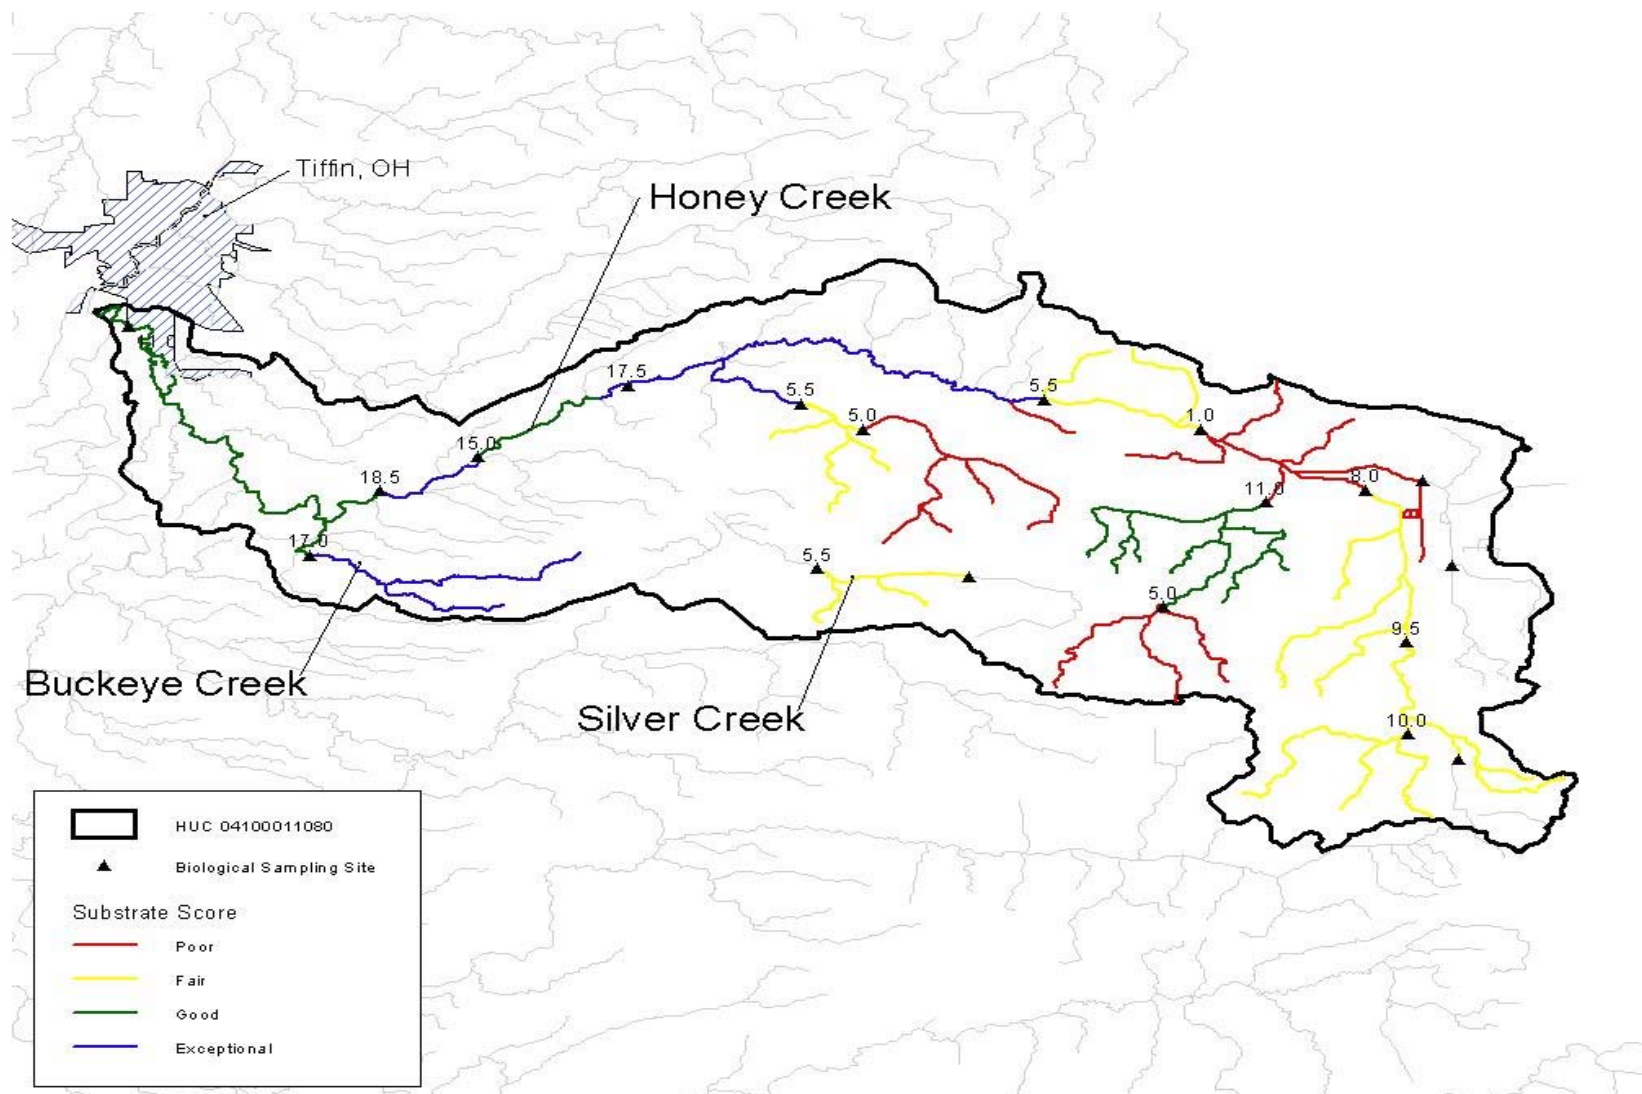 Tiffin, OH
Honey Creek
17.5
5.5
5.5
5.0
1.0
15.0
18.5
8.0
11.0
17.0
5.5
5.0
9.5
Buckeye Creek
Silver Creek
10.0
HUC 04100011080
Biological Sampling Site
Substrate Score
Poor
Fair
Good
Exceptional